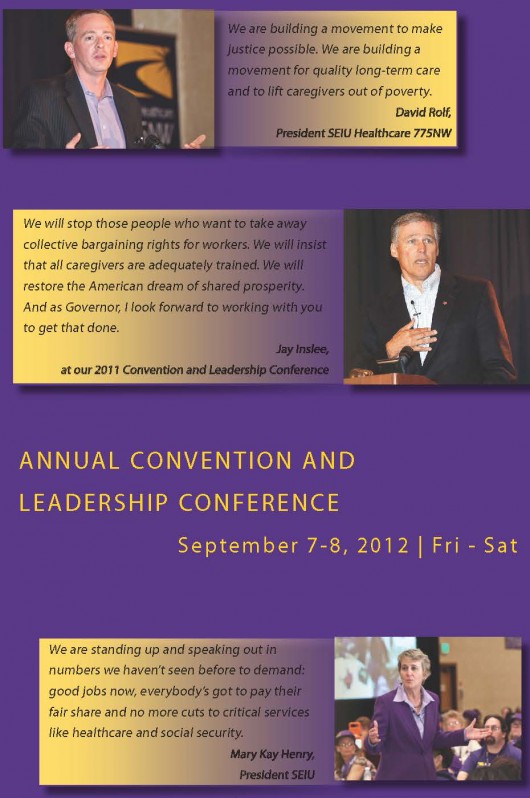 We are building a movement to make
justice possible. We are building a
movement for quality long-term care
and to lift caregivers out of poverty.
David Rolf,
President SEIU Healthcare 775NW
We will stop those people who want to take away
collective bargaining rights for workers. We will insist
that all caregivers are adequately trained. We will
restore the American dream of shared prosperity.
And as Governor, I look forward to working with you
to get that done.
Jay Inslee,
at our 2011 Convention and Leadership Conference
ANNUAL CONVENTION AND
LEADERSHIP CONFERENCE
September 7-8, 2012 | Fri - Sat
We are standing up and speaking out in
numbers we haven't seen before to demand:
good jobs now, everybody's got to pay their
fair share and no more cuts to critical services
like healthcare and social security.
Mary Kay Henry,
President SEIU